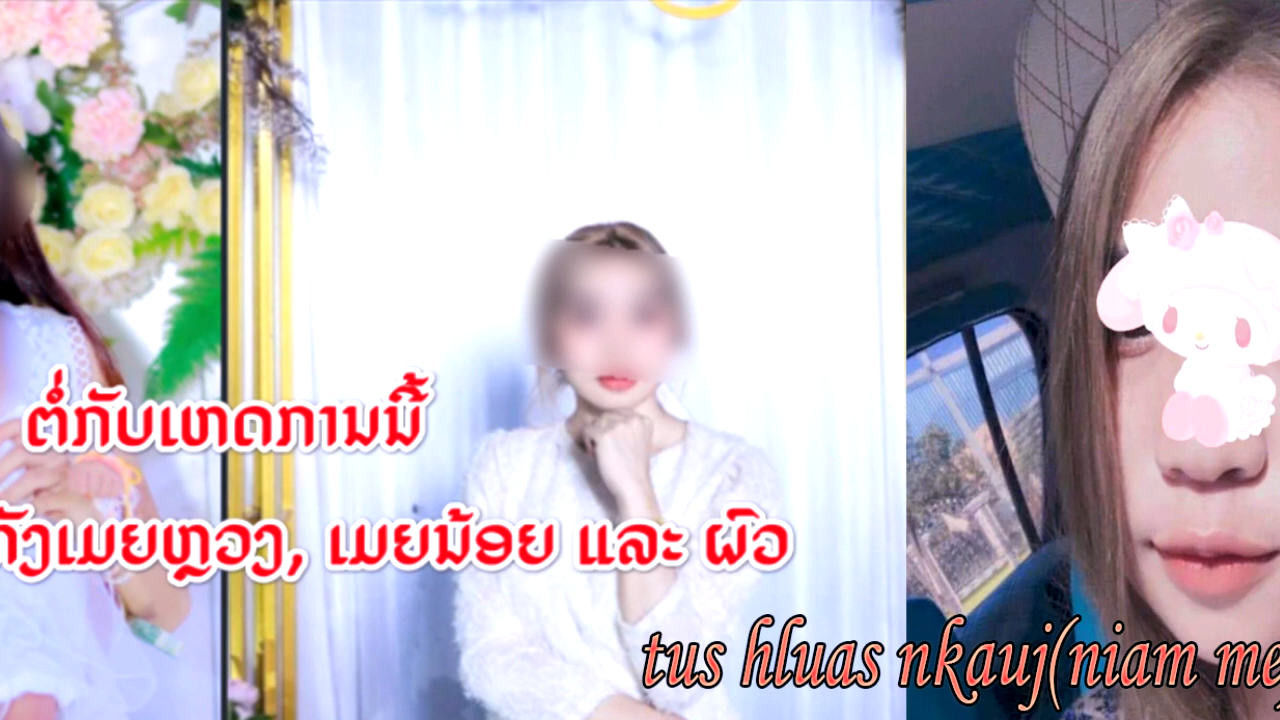 ຕໍ່ກັບເຫດການນີ້
ເມຍຫຼວງ, ເມຍນ້ອຍ ແລະ ຜົວ
tus hluas nkauj(niam